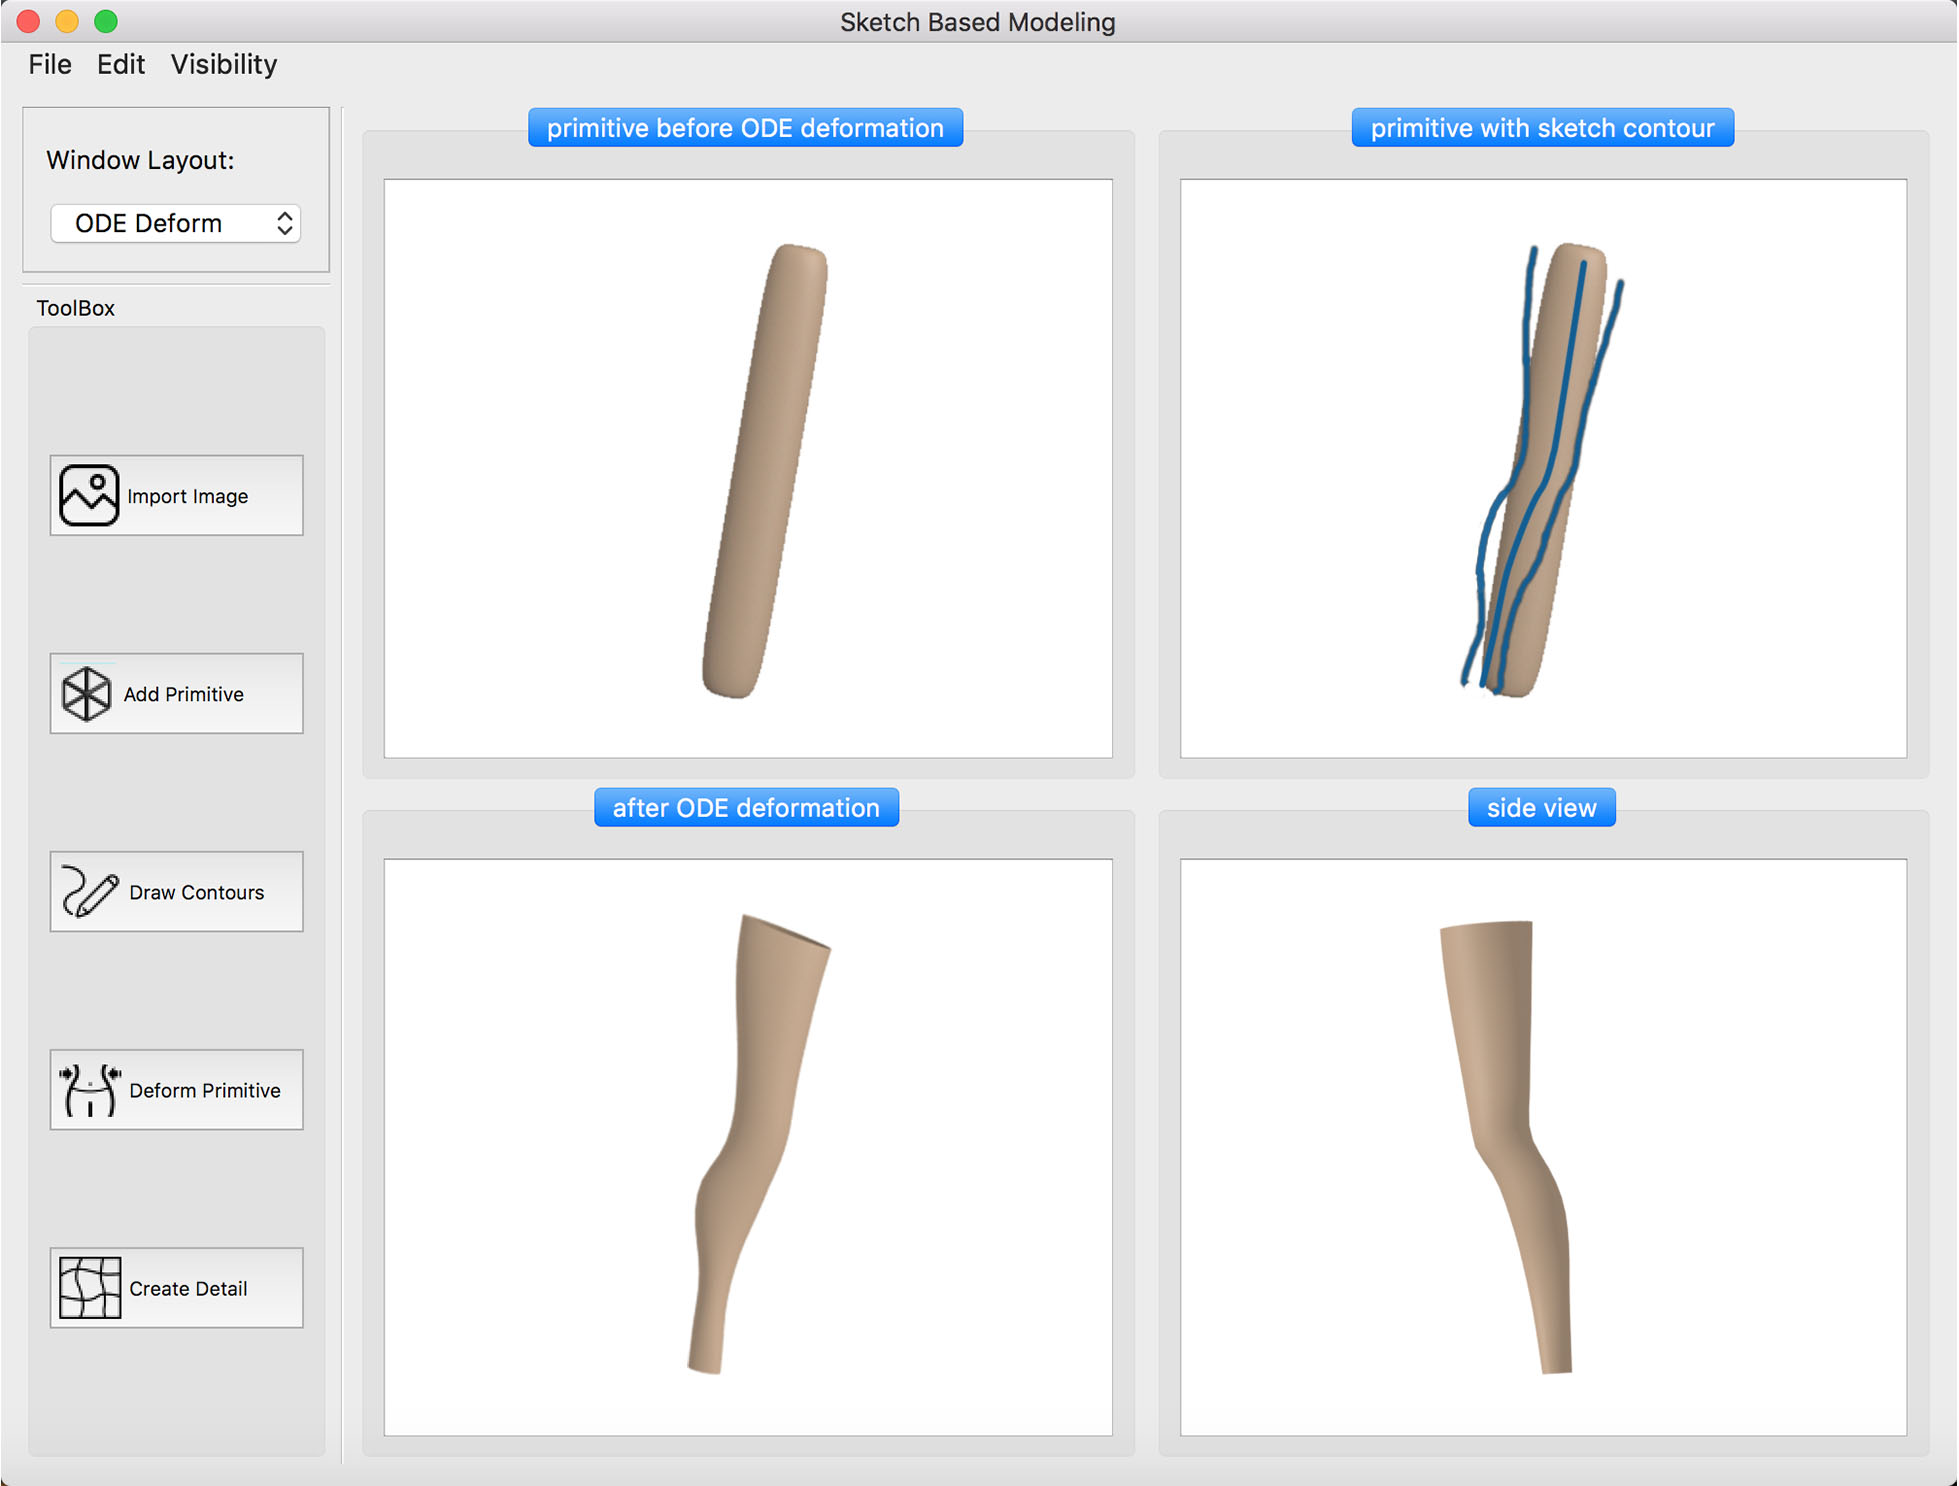 Sketch Based Modeling
File Edit Visibility
Window Layout:
ODE Deform
ToolBox
Import Image
Add Primitive
Draw Contours
Deform Primitive
Create Detail
primitive before ODE deformation
primitive with sketch contour
after ODE deformation
side view